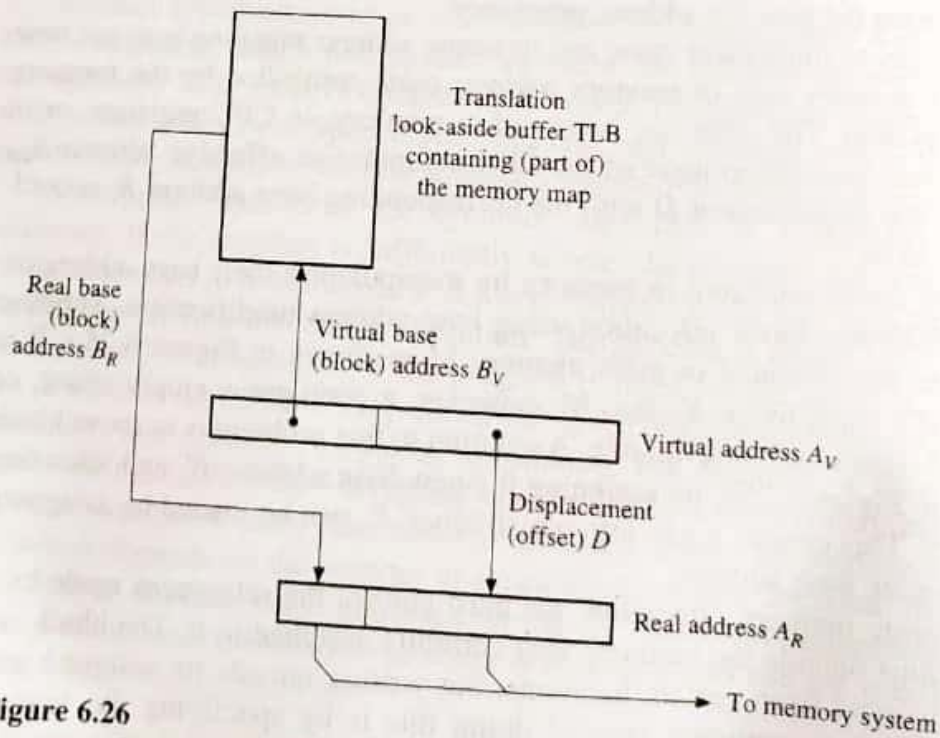 Translation
look-aside buffer TLB
containing (part of)
the memory map
Real base
(block)
address B_R
Virtual base
(block) address B_V
Virtual address A_V
Displacement
(offset) D
Real address A_R
To memory system
igure 6.26